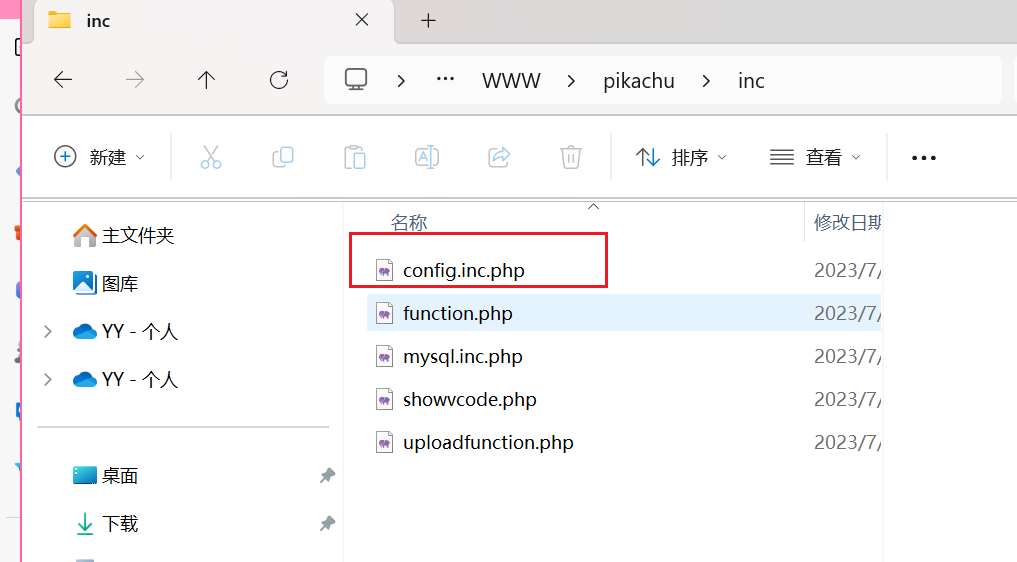 inc
WWW pikachu inc
新建 排序 查看
名称 修改日期
主文件夹
图库
YY - 个人
YY - 个人
桌面
下载
config.inc.php 2023/7/
function.php 2023/7/
mysql.inc.php 2023/7/
showvcode.php 2023/7/
uploadfunction.php 2023/7/